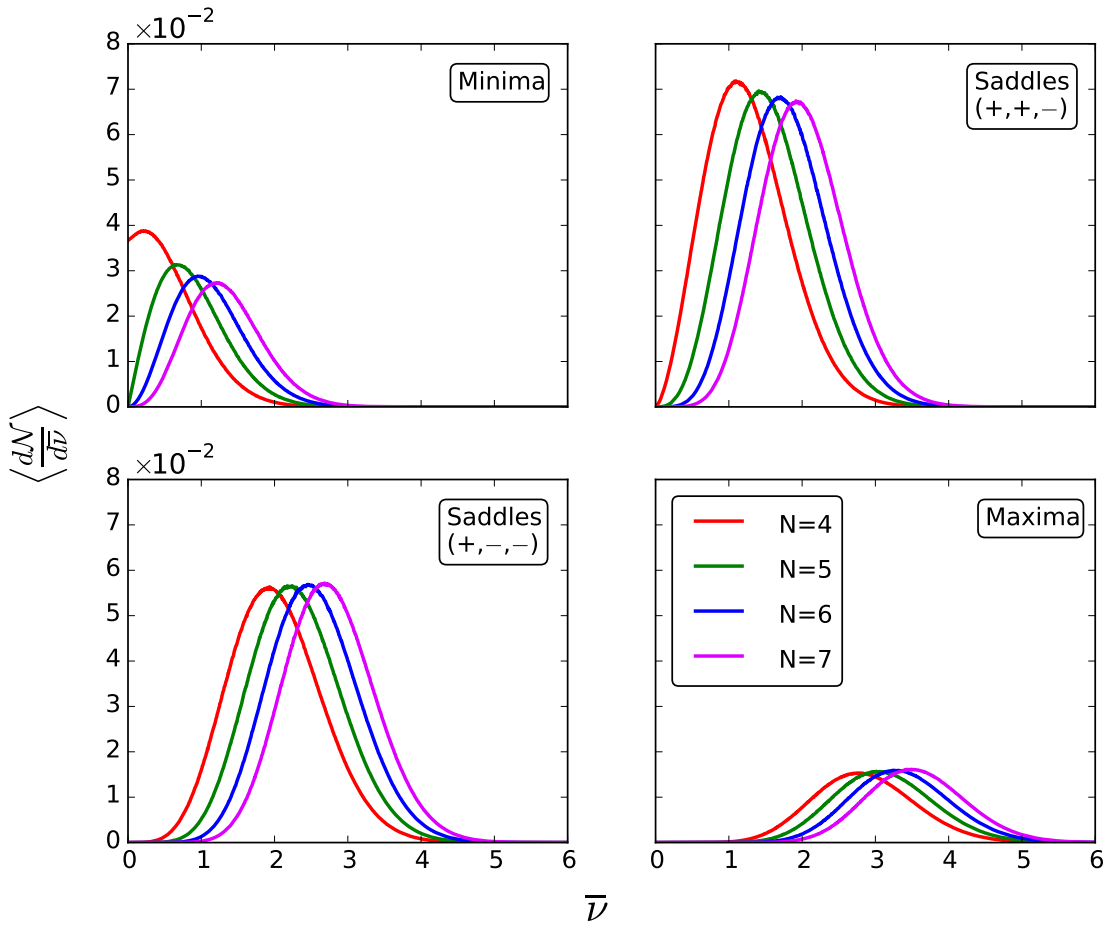 ×10⁻²
8
7
6
5
4
3
2
1
0
Minima
Saddles
(+,+,−)
⟨d𝒩/dν̅⟩
×10⁻²
8
7
6
5
4
3
2
1
0
0 1 2 3 4 5 6
Saddles
(+,−,−)
N=4
N=5
N=6
N=7
Maxima
0 1 2 3 4 5 6
ν̅